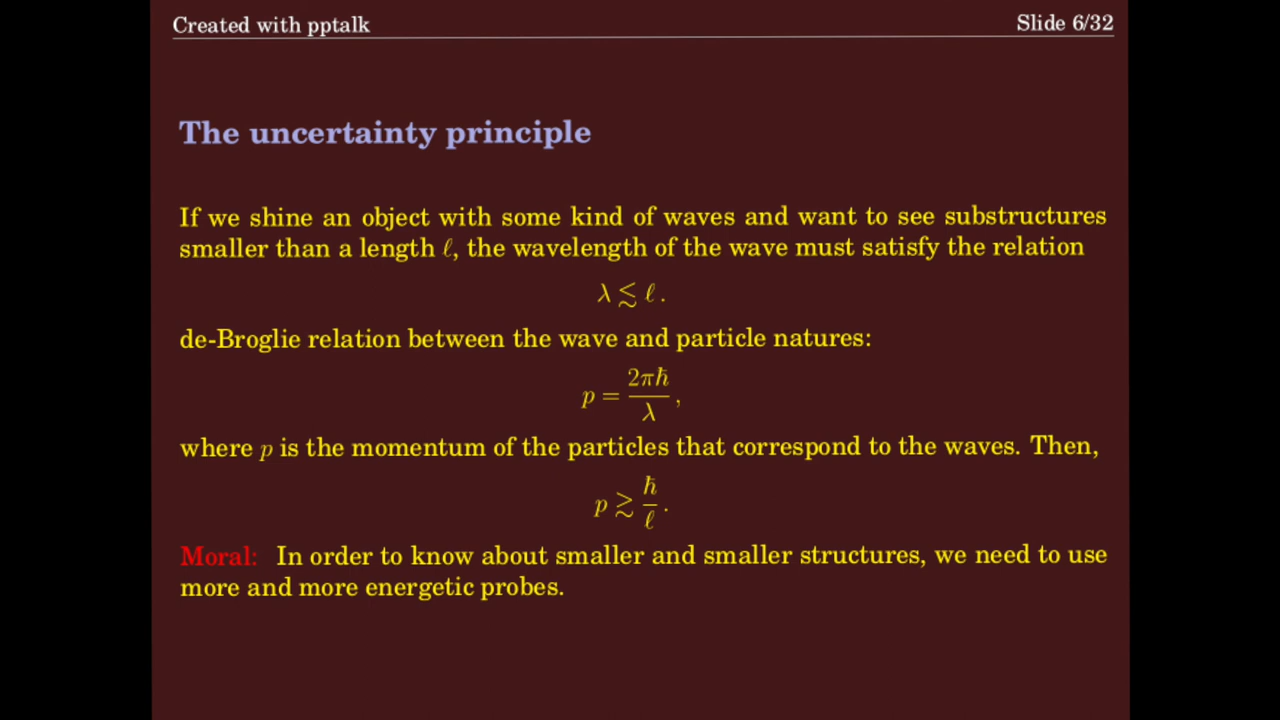 Created with pptalk
Slide 6/32
The uncertainty principle
If we shine an object with some kind of waves and want to see substructures
smaller than a length ℓ, the wavelength of the wave must satisfy the relation
λ ≲ ℓ.
de-Broglie relation between the wave and particle natures:
p = 2πℏ/λ,
where p is the momentum of the particles that correspond to the waves. Then,
p ≳ ℏ/ℓ.
Moral: In order to know about smaller and smaller structures, we need to use
more and more energetic probes.